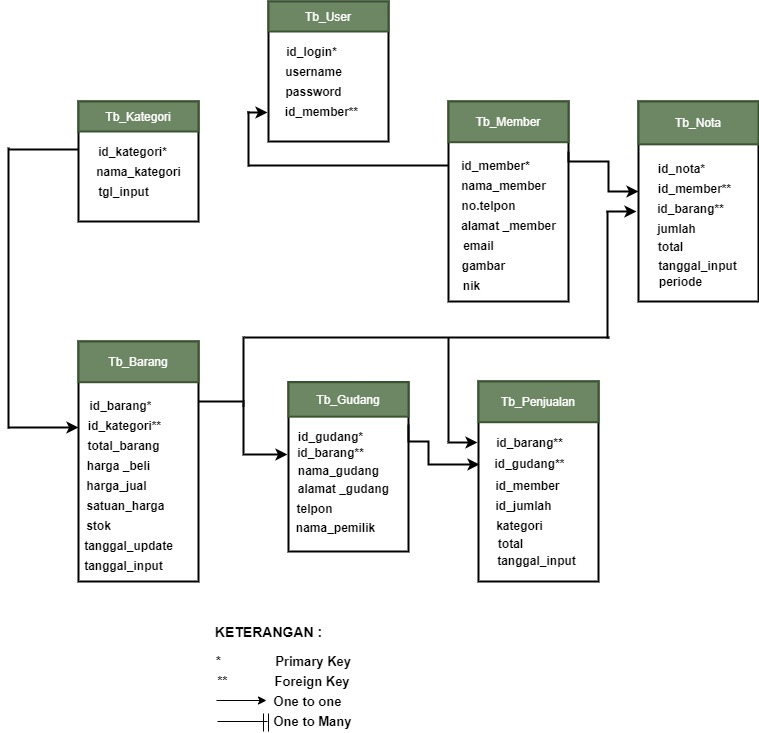 Tb_User
id_login*
username
password
id_member**
Tb_Kategori
id_kategori*
nama_kategori
tgl_input
Tb_Member
id_member*
nama_member
no.telpon
alamat _member
email
gambar
nik
Tb_Nota
id_nota*
id_member**
id_barang**
jumlah
total
tanggal_input
periode
Tb_Barang
id_barang*
id_kategori**
total_barang
harga _beli
harga_jual
satuan_harga
stok
tanggal_update
tanggal_input
Tb_Gudang
id_gudang*
id_barang**
nama_gudang
alamat _gudang
telpon
nama_pemilik
Tb_Penjualan
id_barang**
id_gudang**
id_member
id_jumlah
kategori
total
tanggal_input
KETERANGAN :
* Primary Key
** Foreign Key
One to one
One to Many